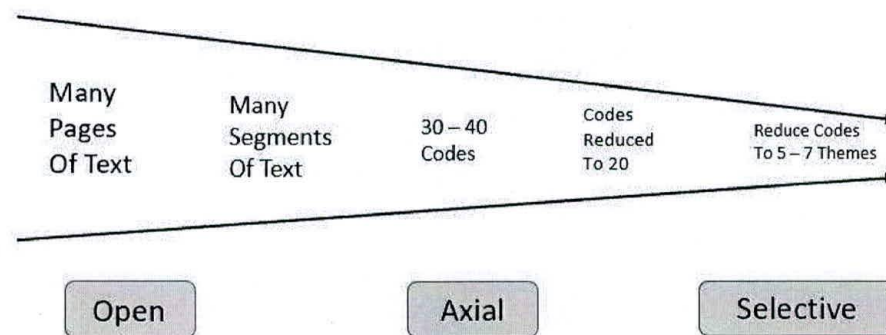 Many
Pages
Of Text
Many
Segments
Of Text
30 – 40
Codes
Codes
Reduced
To 20
Reduce Codes
To 5 – 7 Themes
Open
Axial
Selective